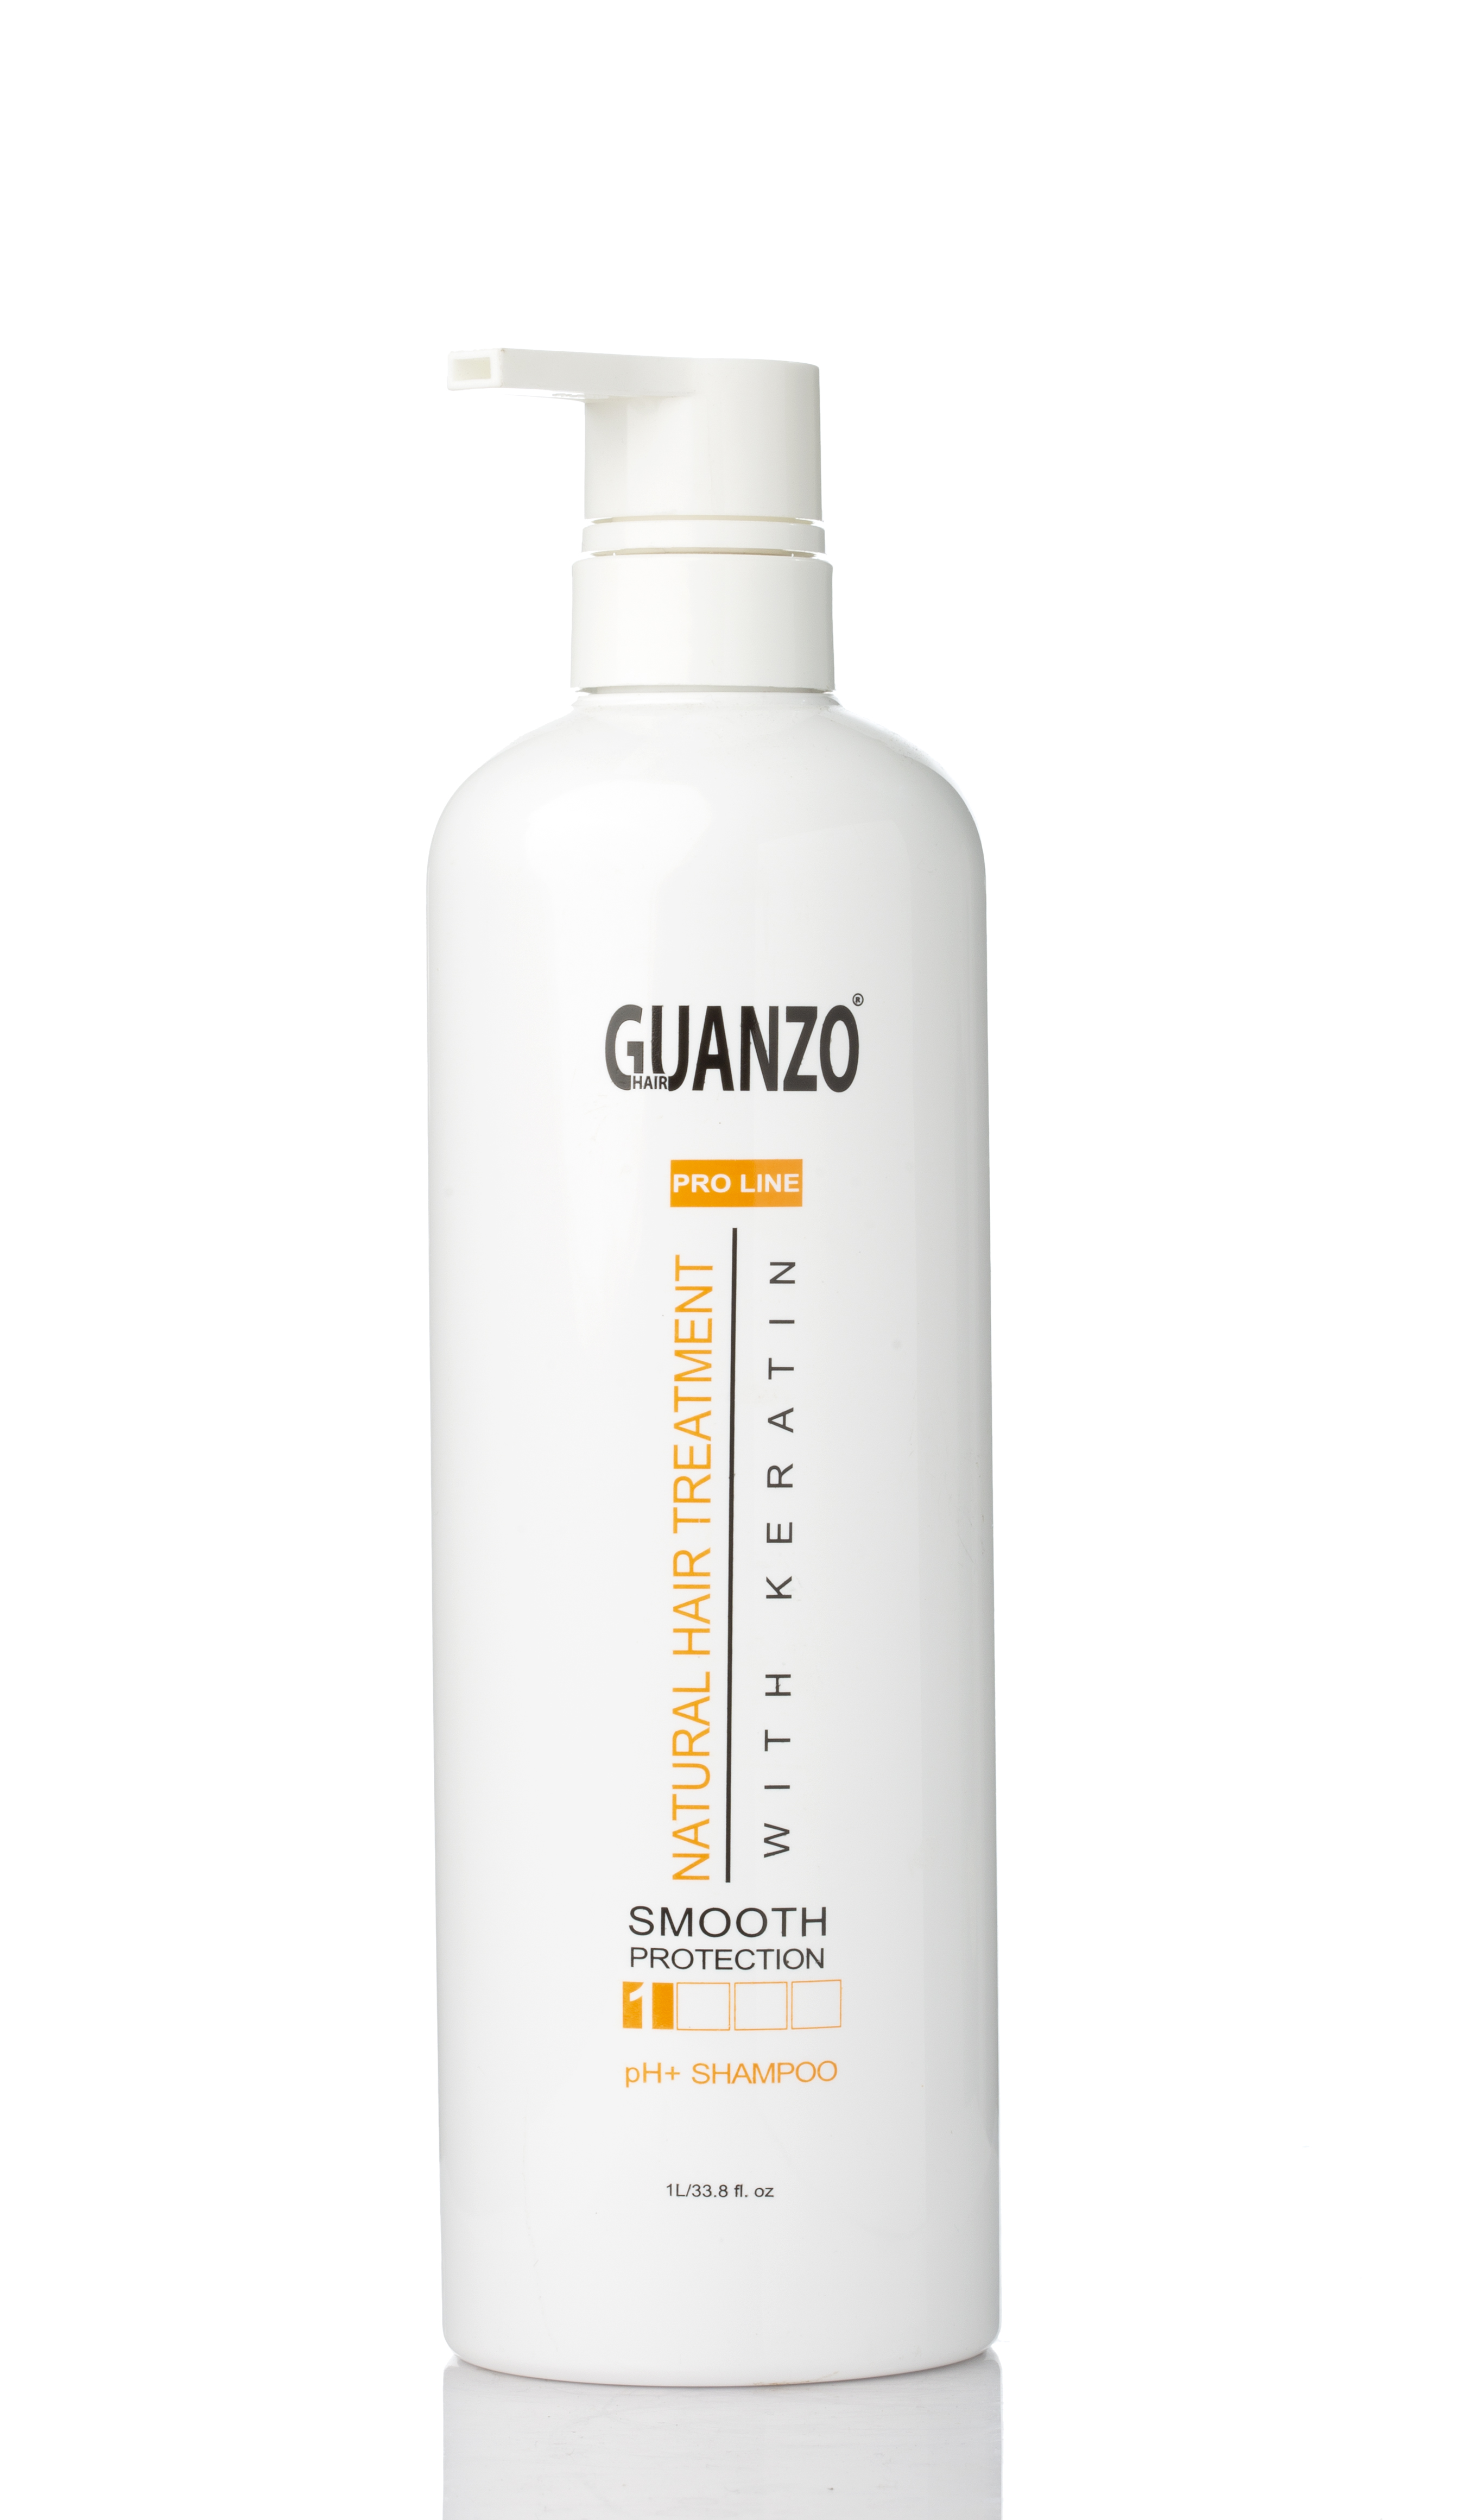 GUANZO®
HAIR
PRO LINE
NATURAL HAIR TREATMENT
WITH KERATIN
SMOOTH
PROTECTION
1
pH+ SHAMPOO
1L/33.8 fl. oz